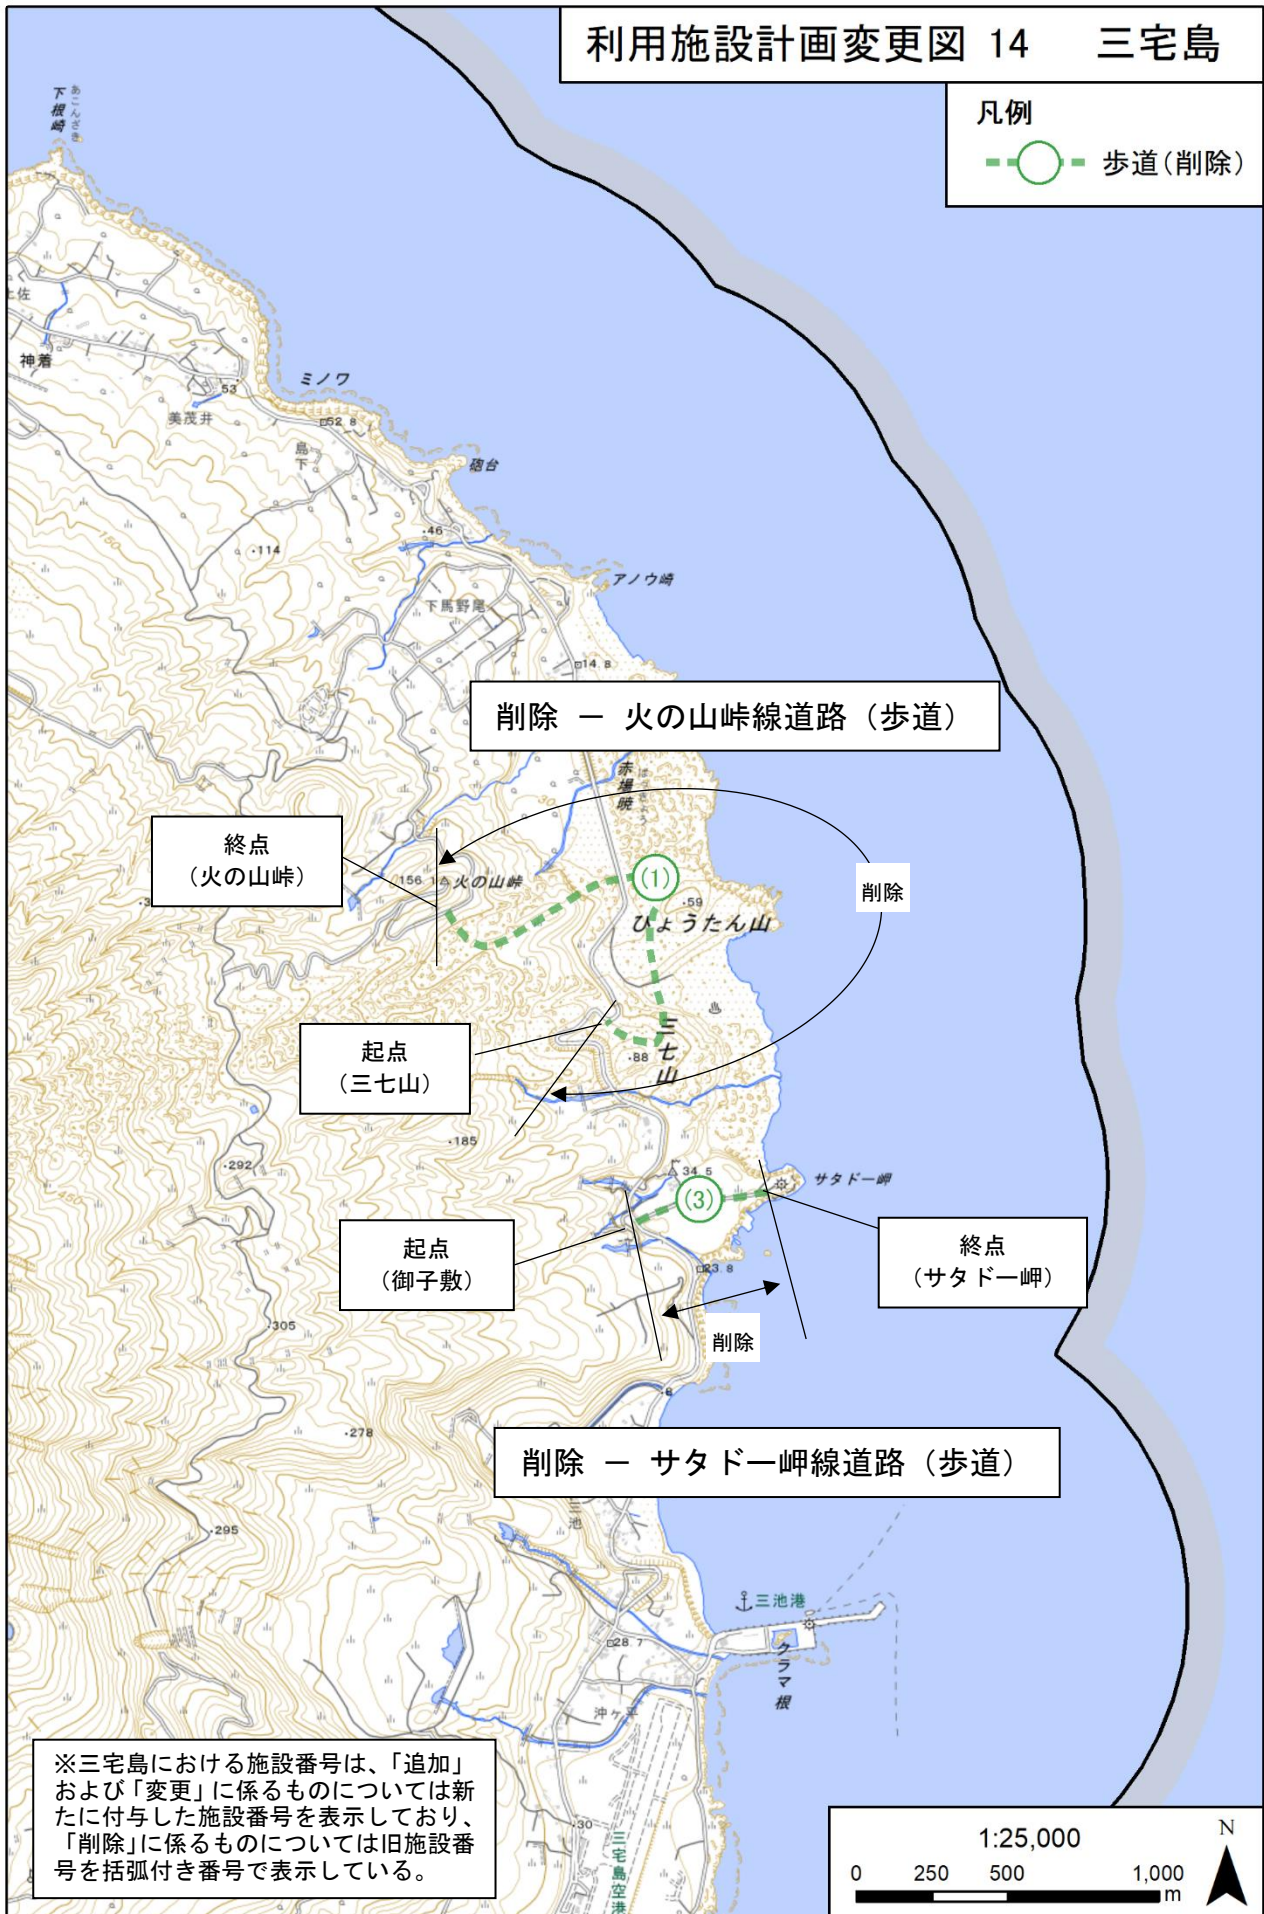 利用施設計画変更図 14　三宅島
凡例
歩道(削除)
下根崎
あこんざき
神着
53
美茂井
ミノワ
52.8
島下
砲台
46
150
114
アノウ崎
下馬野尾
14.8
削除 － 火の山峠線道路（歩道）
赤場暁
30
終点
（火の山峠）
156.1
火の山峠
(1)
59
削除
ひょうたん山
起点
（三七山）
三七山
88
185
292
450
34.5
サタドー岬
(3)
起点
（御子敷）
終点
（サタドー岬）
23.8
305
削除
278
削除 － サタドー岬線道路（歩道）
三池
295
三池港
28.7
クラマ根
沖ヶ平
30
三宅島空港
※三宅島における施設番号は、「追加」
および「変更」に係るものについては新
たに付与した施設番号を表示しており、
「削除」に係るものについては旧施設番
号を括弧付き番号で表示している。
1:25,000
N
0 250 500 1,000
m